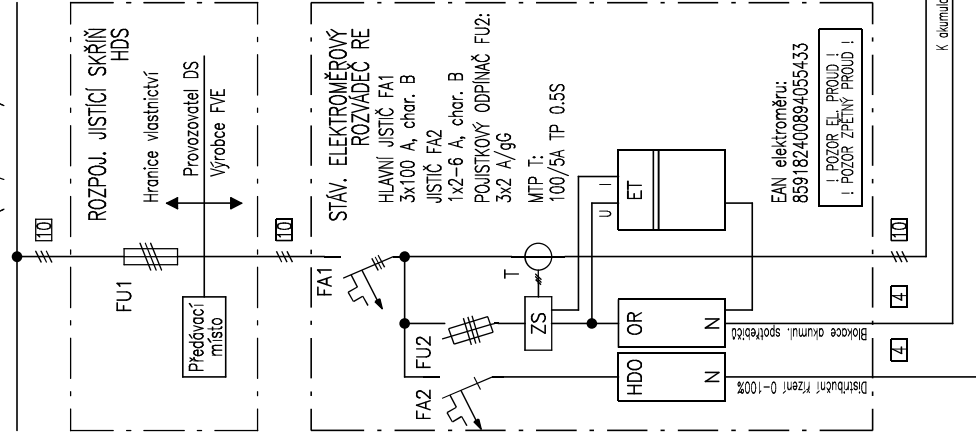 ROZPOJ. JISTÍCÍ SKŘÍŇ
HDS
Hranice vlastnictví
Provozovatel DS
Výrobce FVE
10
FU1
Předávací
místo
10
STÁV. ELEKTROMĚROVÝ
ROZVÁDĚČ RE
HLAVNÍ JISTIČ FA1
3x100 A, char. B
JISTIČ FA2
1x2-6 A, char. B
POJISTKOVÝ ODPÍNAČ FU2:
3x2 A/gG
MTP T:
100/5A TP 0.5S
FA1
FU2
FA2
T
ZS
U
I
ET
OR
N
HDO
N
EAN elektroměru:
859182400894055433
! POZOR EL. PROUD !
! POZOR ZPĚTNÝ PROUD !
10
4
4
Blokace akumul. spotřebičů
Distribuční řízení 0-100%